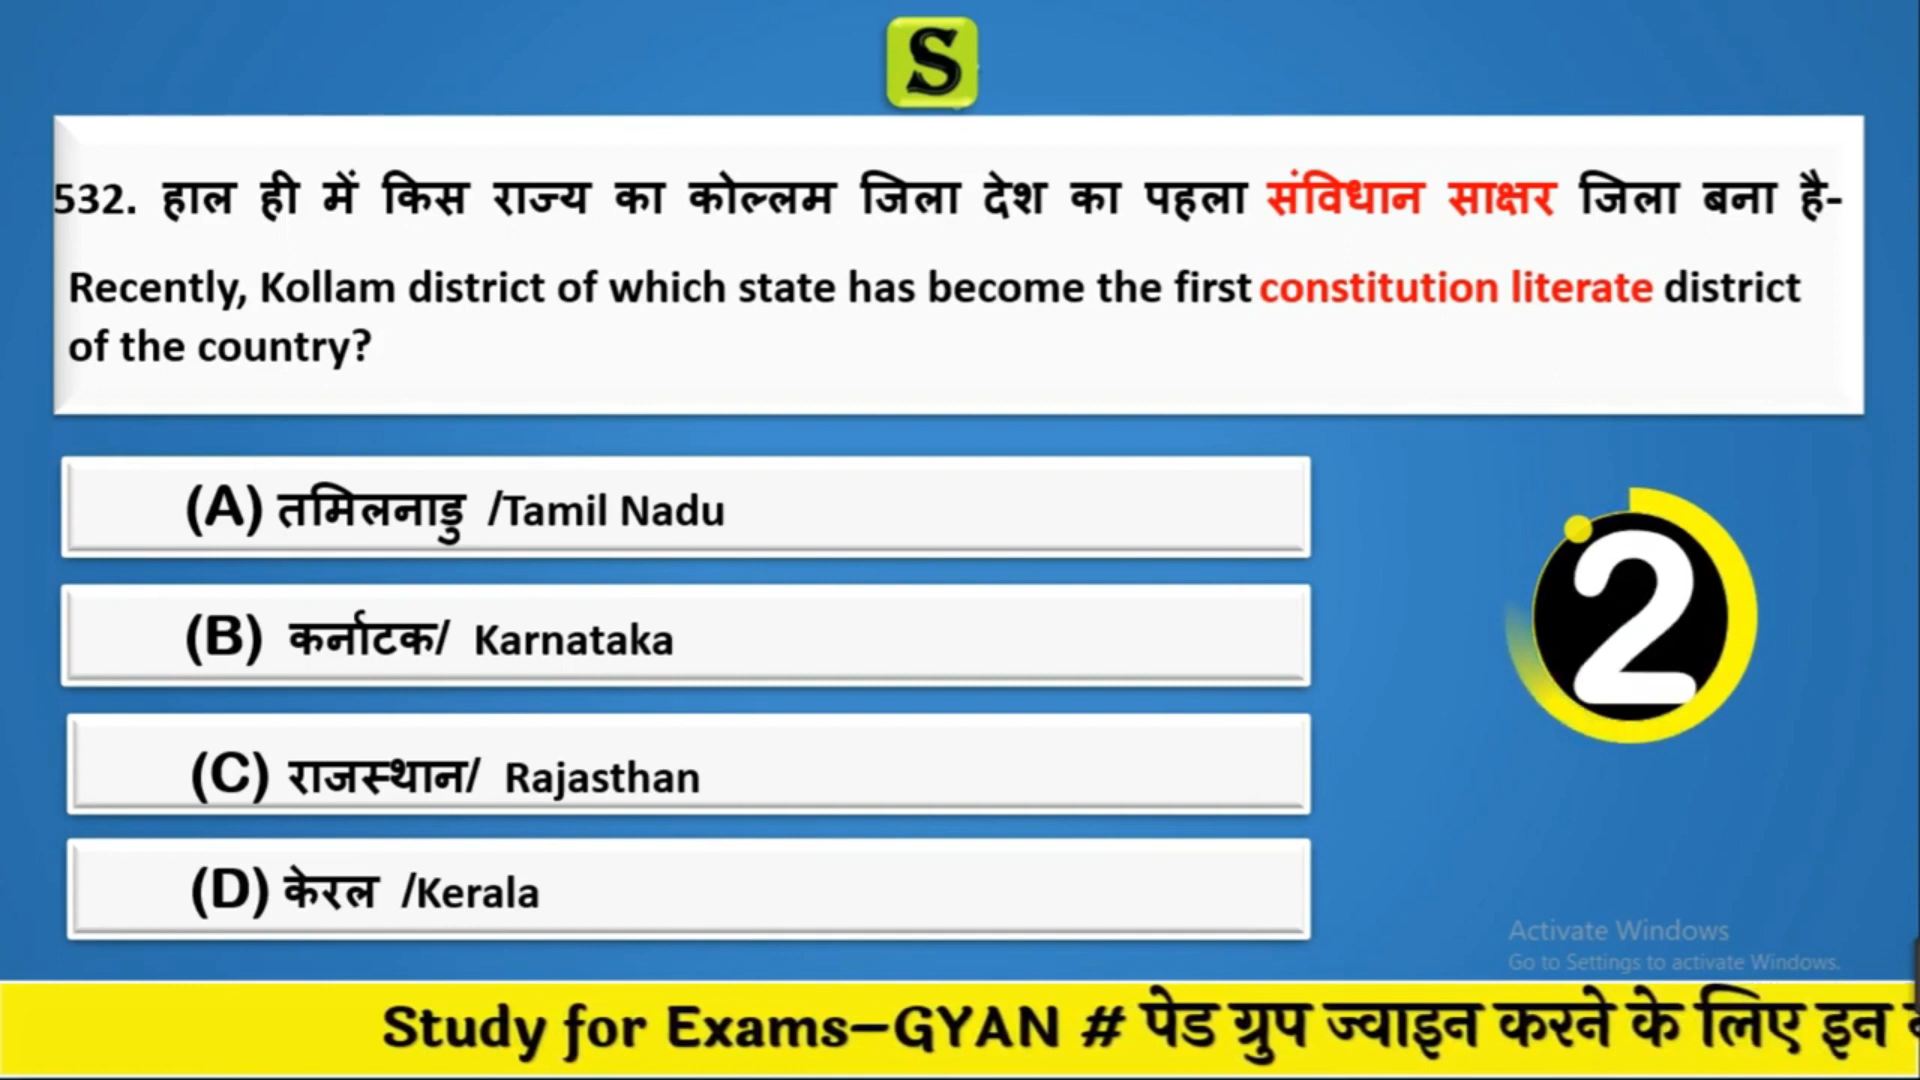 S
532. हाल ही में किस राज्य का कोल्लम जिला देश का पहला संविधान साक्षर जिला बना है-
Recently, Kollam district of which state has become the first constitution literate district
of the country?
(A) तमिलनाडु /Tamil Nadu
(B) कर्नाटक/ Karnataka
2
(C) राजस्थान/ Rajasthan
(D) केरल /Kerala
Activate Windows
Go to Settings to activate Windows.
Study for Exams–GYAN # पेड ग्रुप ज्वाइन करने के लिए इन